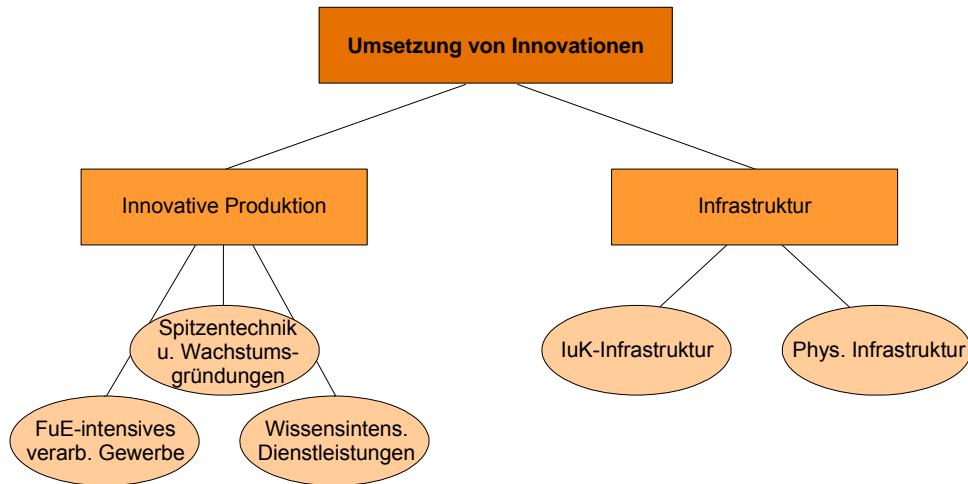 Umsetzung von Innovationen
Innovative Produktion
Infrastruktur
Spitzentechnik
u. Wachstums-
gründungen
IuK-Infrastruktur
Phys. Infrastruktur
FuE-intensives
verarb. Gewerbe
Wissensintens.
Dienstleistungen